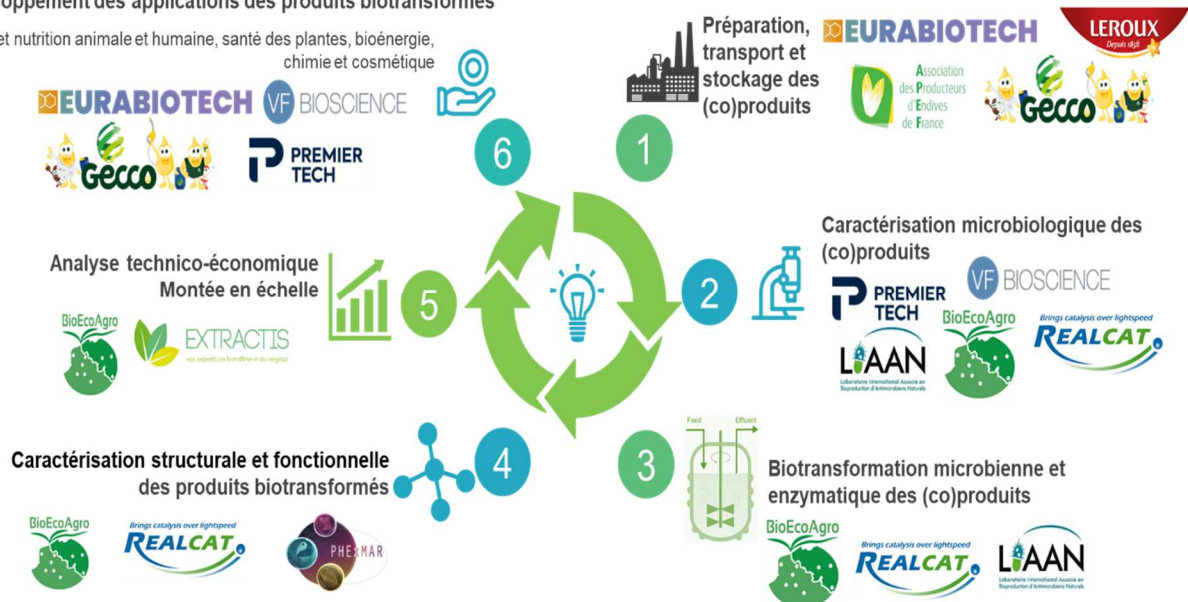 oppement des applications des produits biotransformés
et nutrition animale et humaine, santé des plantes, bioénergie,
chimie et cosmétique
EURABIOTECH
VF BIOSCIENCE
Gecco
PREMIER
TECH
6
1
Préparation,
transport et
stockage des
(co)produits
EURABIOTECH
LEROUX
Depuis 1858
Association
des Producteurs
d'Endives
de France
Gecco
2
Caractérisation microbiologique des
(co)produits
PREMIER
TECH
VF BIOSCIENCE
LIAAN
Laboratoire International Associé en
Bioproduction d'Antimicrobiens Naturels
BioEcoAgro
Brings catalysis over lightspeed
REALCAT
3
Feed
Effluent
Biotransformation microbienne et
enzymatique des (co)produits
BioEcoAgro
Brings catalysis over lightspeed
REALCAT
LIAAN
Laboratoire International Associé en
Bioproduction d'Antimicrobiens Naturels
4
Caractérisation structurale et fonctionnelle
des produits biotransformés
BioEcoAgro
Brings catalysis over lightspeed
REALCAT
PHExMAR
5
Analyse technico-économique
Montée en échelle
BioEcoAgro
EXTRACTIS
vos experts en bioraffinerie du végétal